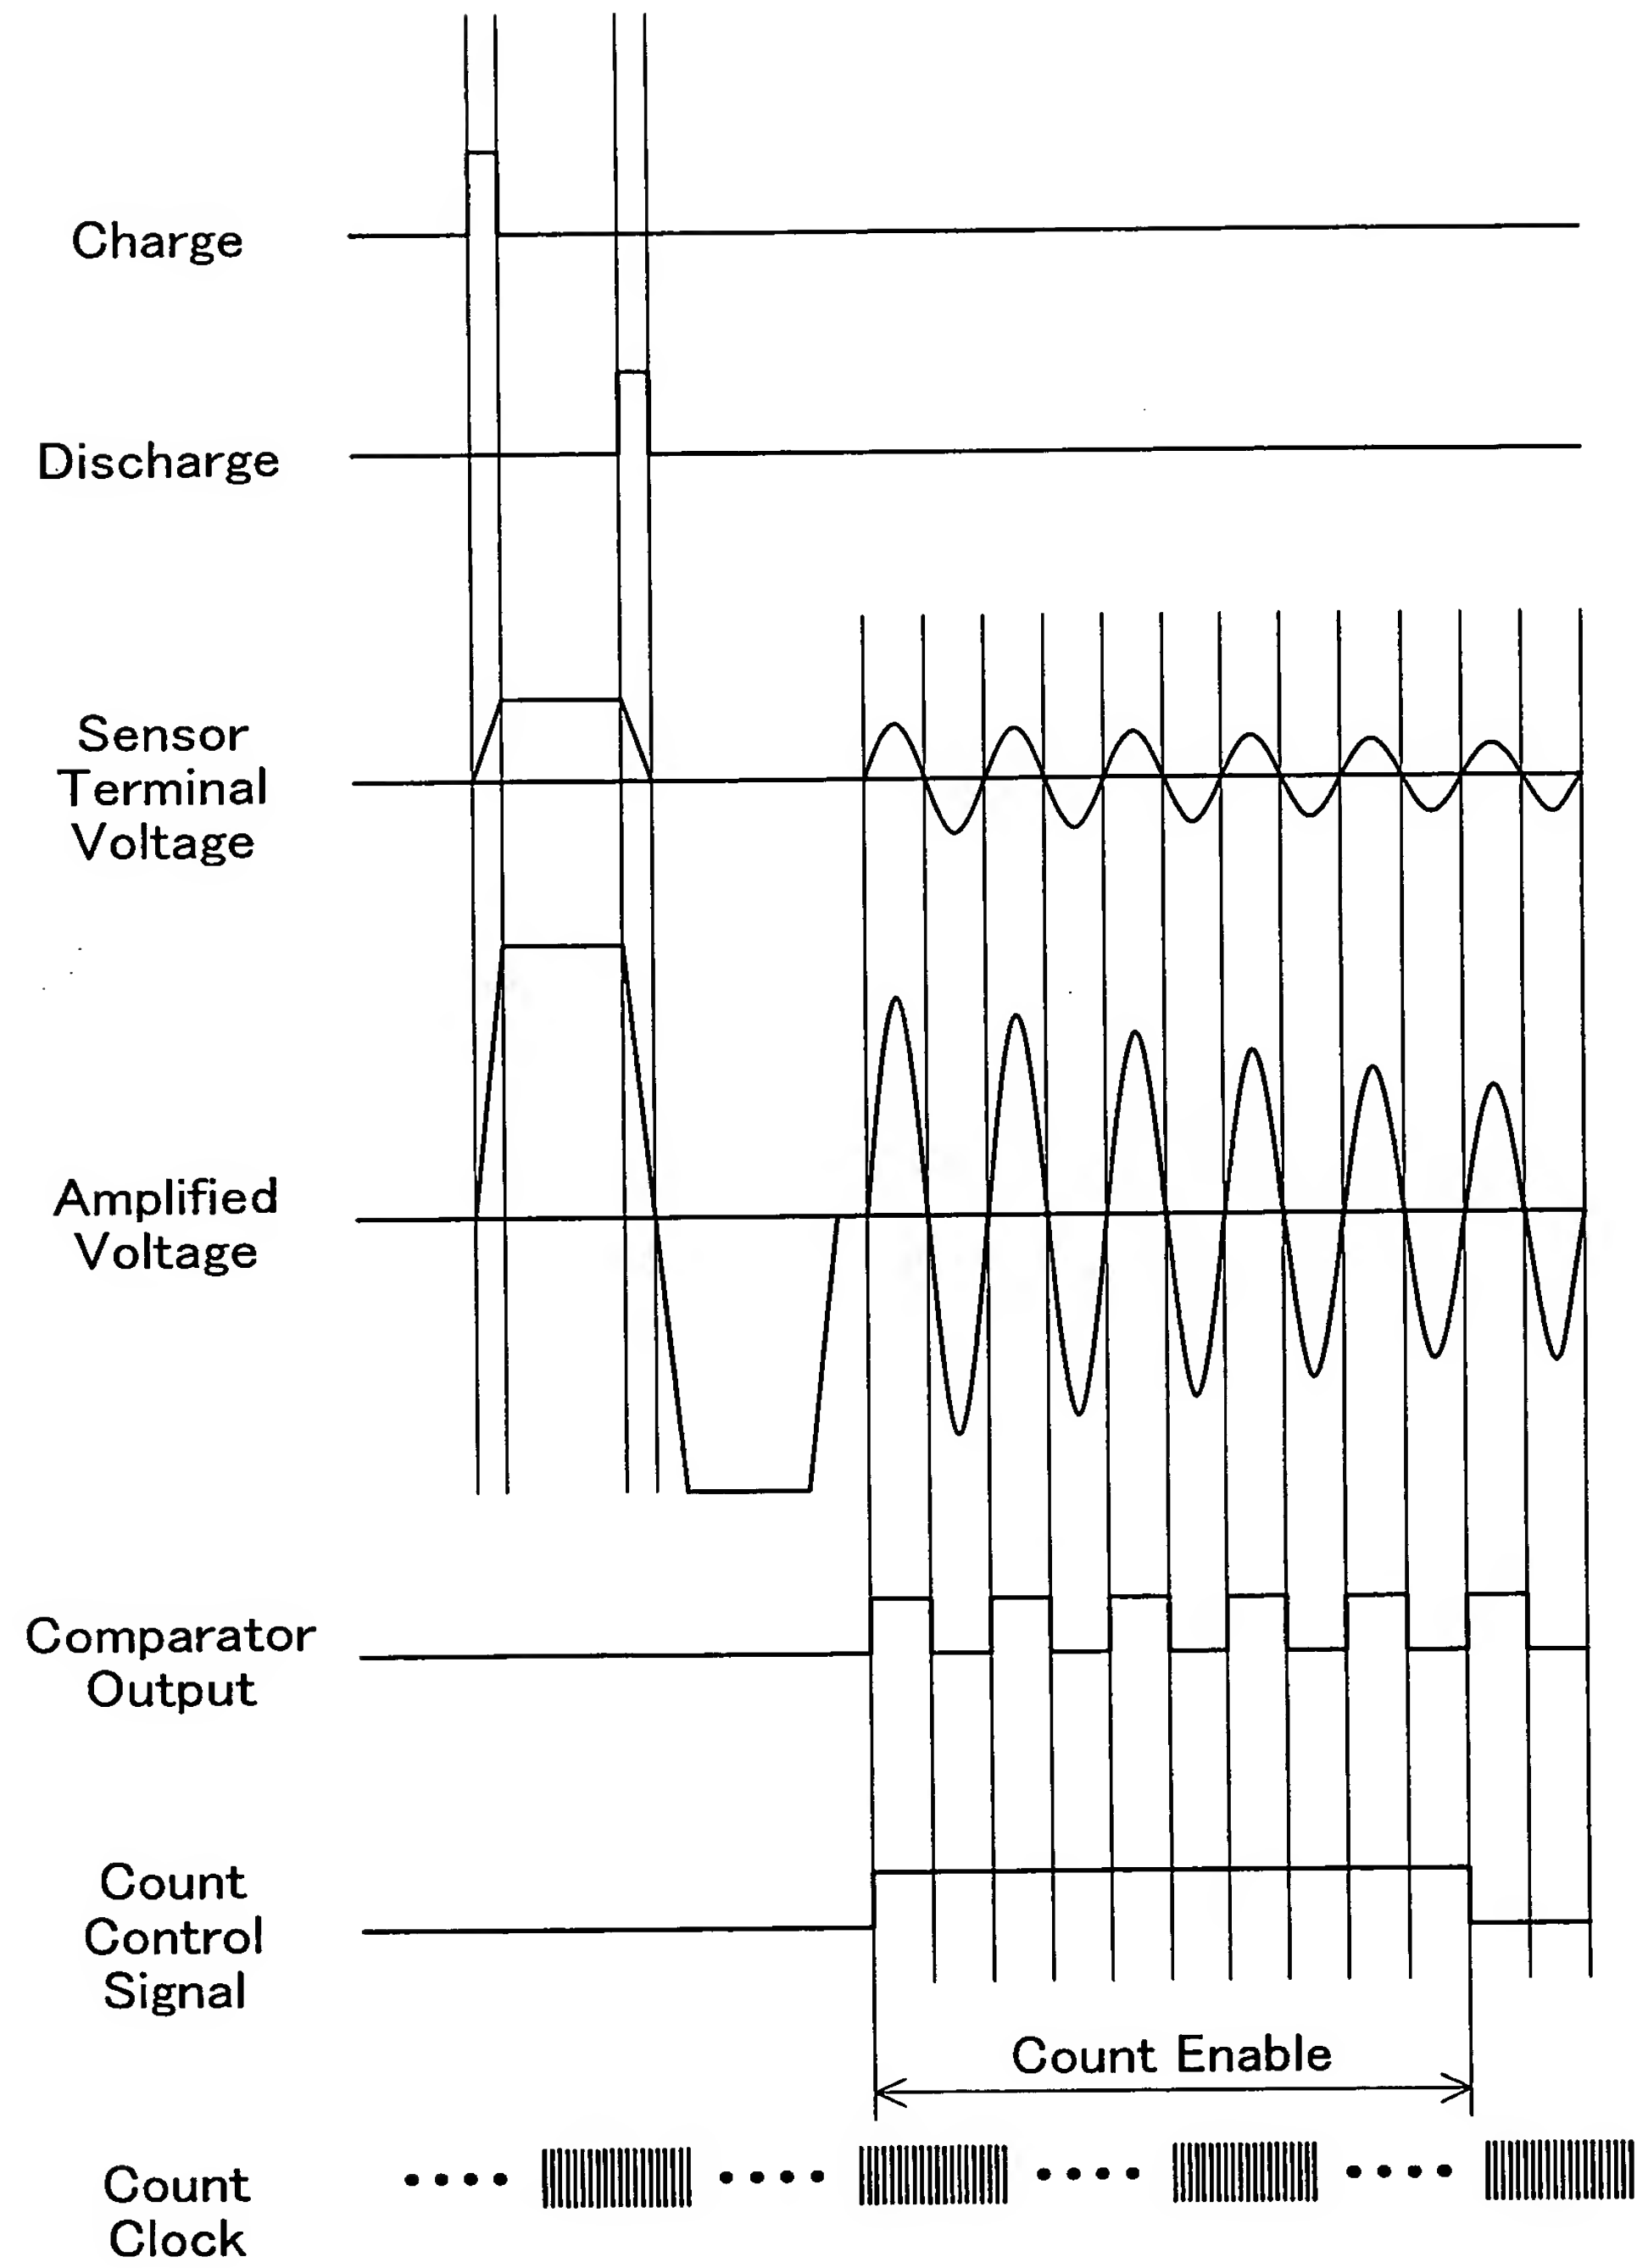 Charge
Discharge
Sensor
Terminal
Voltage
Amplified
Voltage
Comparator
Output
Count
Control
Signal
Count Enable
Count
Clock